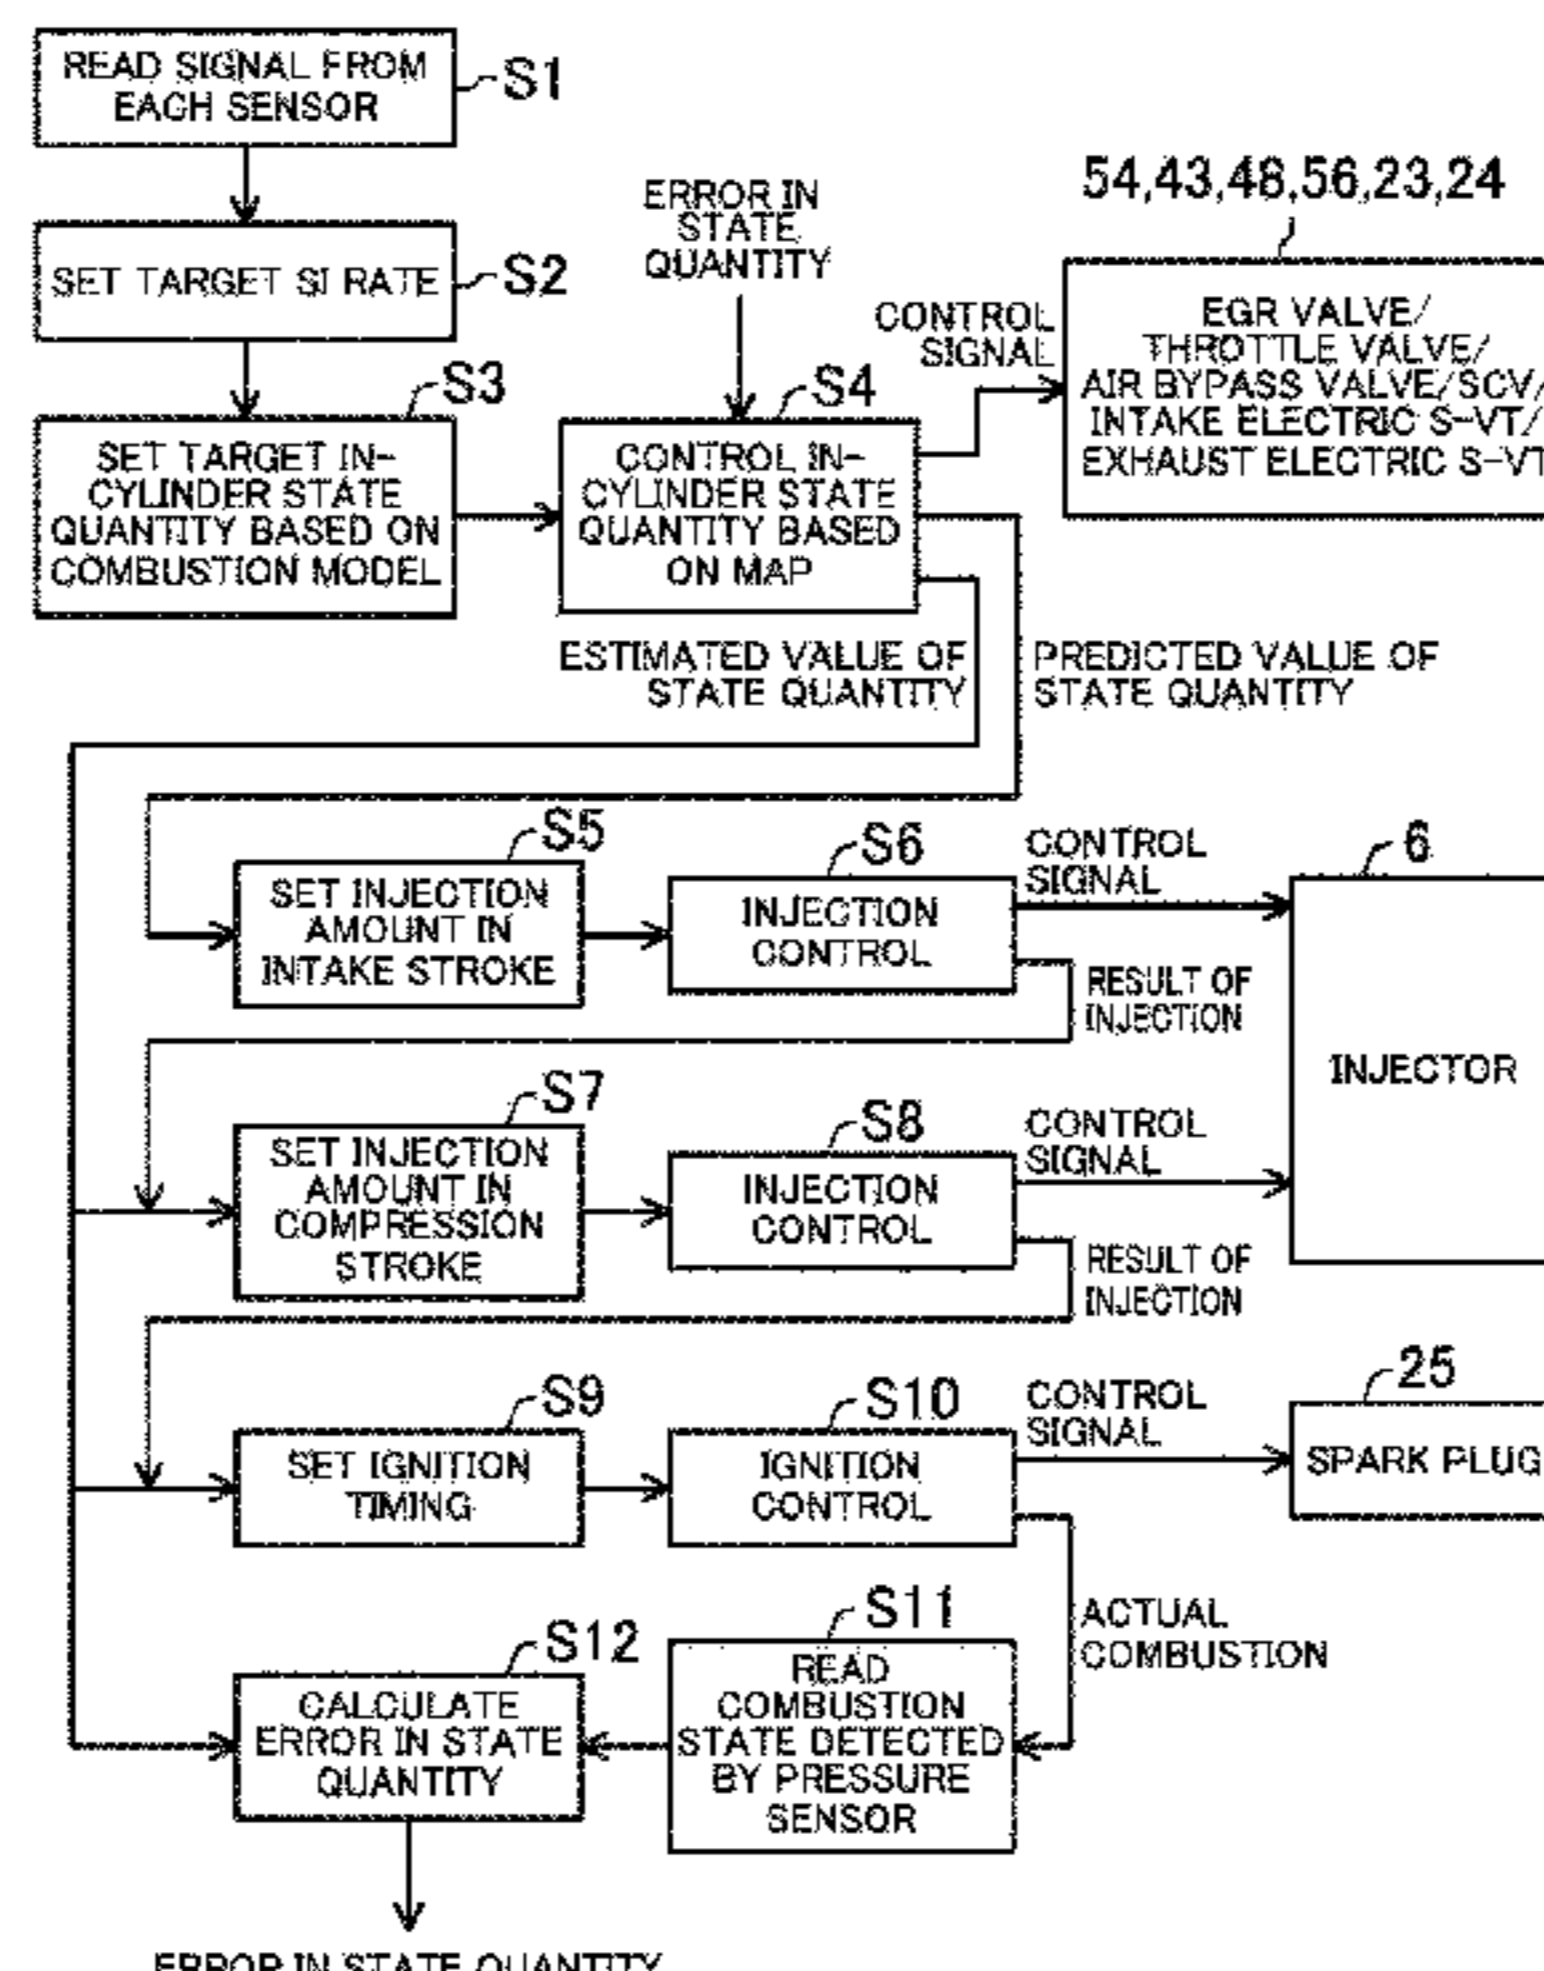 READ SIGNAL FROM
EACH SENSOR
S1
SET TARGET SI RATE
S2
SET TARGET IN-
CYLINDER STATE
QUANTITY BASED ON
COMBUSTION MODEL
S3
ERROR IN
STATE
QUANTITY
CONTROL IN-
CYLINDER STATE
QUANTITY BASED
ON MAP
S4
CONTROL
SIGNAL
54,43,48,56,23,24
EGR VALVE/
THROTTLE VALVE/
AIR BYPASS VALVE/SCV/
INTAKE ELECTRIC S-VT/
EXHAUST ELECTRIC S-VT
ESTIMATED VALUE OF
STATE QUANTITY
PREDICTED VALUE OF
STATE QUANTITY
S5
SET INJECTION
AMOUNT IN
INTAKE STROKE
S6
INJECTION
CONTROL
CONTROL
SIGNAL
RESULT OF
INJECTION
6
INJECTOR
S7
SET INJECTION
AMOUNT IN
COMPRESSION
STROKE
S8
INJECTION
CONTROL
CONTROL
SIGNAL
RESULT OF
INJECTION
S9
SET IGNITION
TIMING
S10
IGNITION
CONTROL
CONTROL
SIGNAL
25
SPARK PLUG
ACTUAL
COMBUSTION
S11
READ
COMBUSTION
STATE DETECTED
BY PRESSURE
SENSOR
S12
CALCULATE
ERROR IN STATE
QUANTITY
ERROR IN STATE QUANTITY